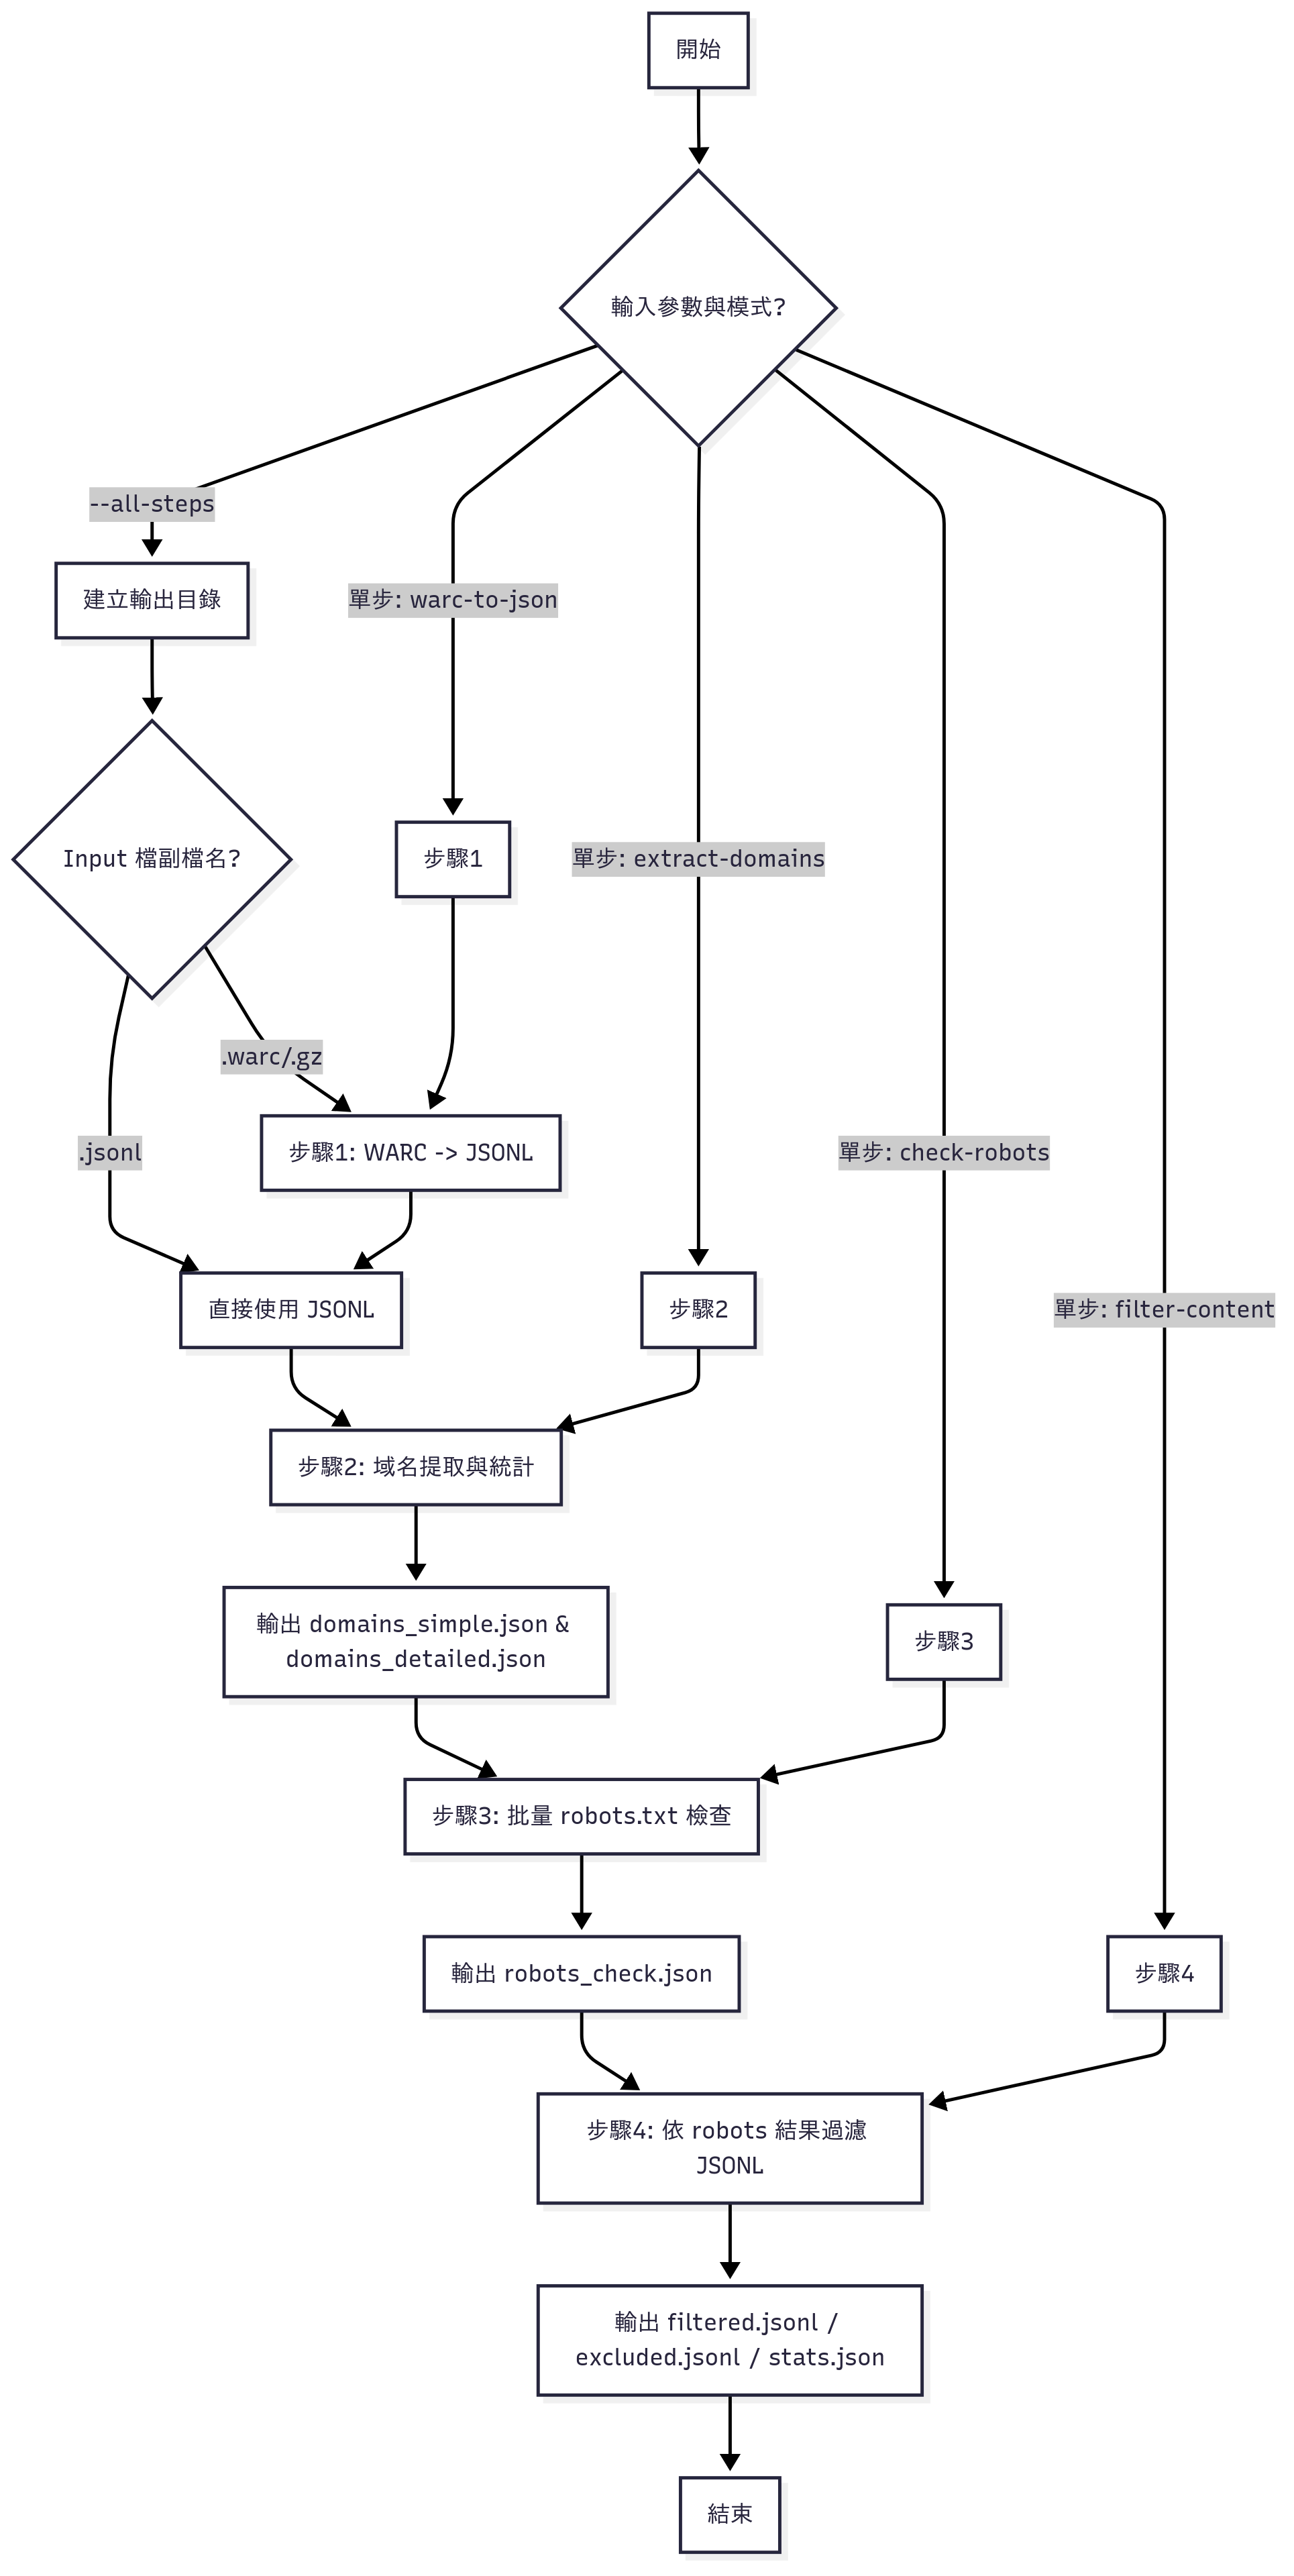 開始
輸入參數與模式?
--all-steps
建立輸出目錄
單步: warc-to-json
Input 檔副檔名?
步驟1
單步: extract-domains
.warc/.gz
.jsonl
步驟1: WARC -> JSONL
單步: check-robots
直接使用 JSONL
步驟2
單步: filter-content
步驟2: 域名提取與統計
輸出 domains_simple.json &
domains_detailed.json
步驟3
步驟3: 批量 robots.txt 檢查
輸出 robots_check.json
步驟4
步驟4: 依 robots 結果過濾
JSONL
輸出 filtered.jsonl /
excluded.jsonl / stats.json
結束